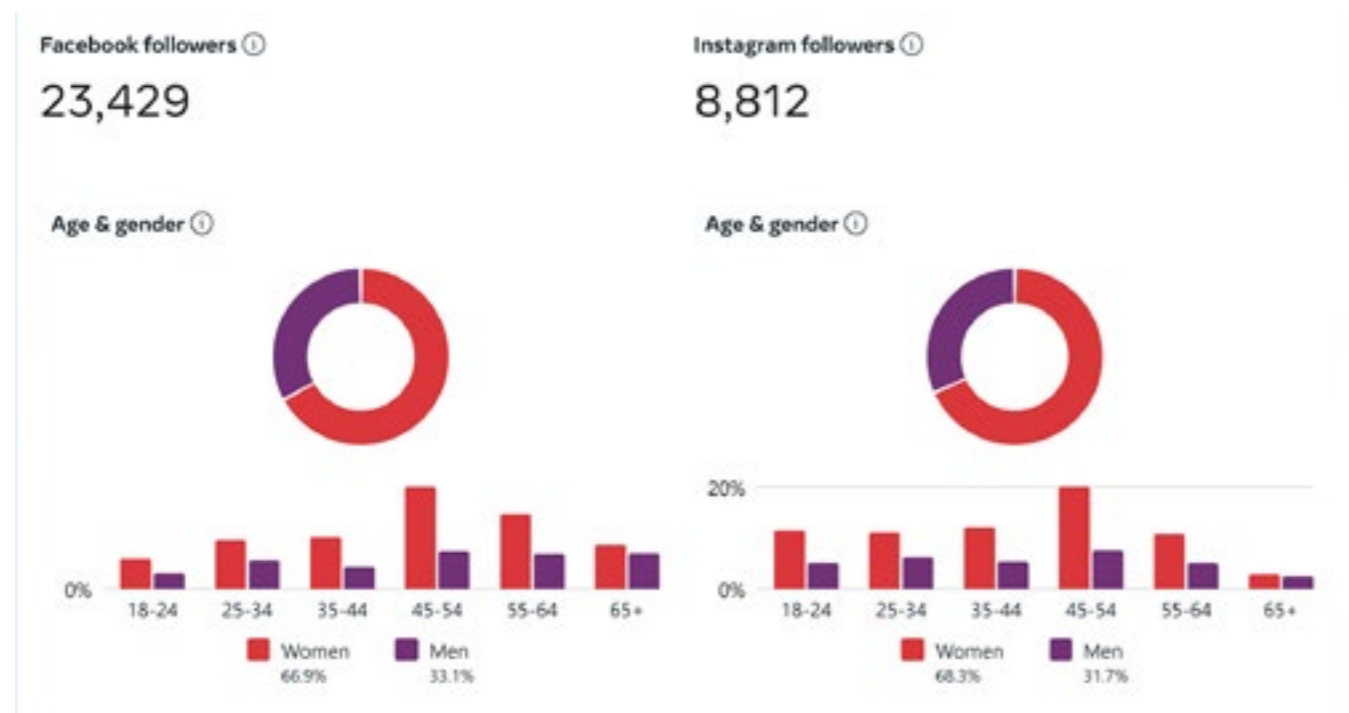 Facebook followers
23,429
Age & gender
0%
18-24 25-34 35-44 45-54 55-64 65+
Women Men
66.9% 33.1%
Instagram followers
8,812
Age & gender
20%
0%
18-24 25-34 35-44 45-54 55-64 65+
Women Men
68.3% 31.7%